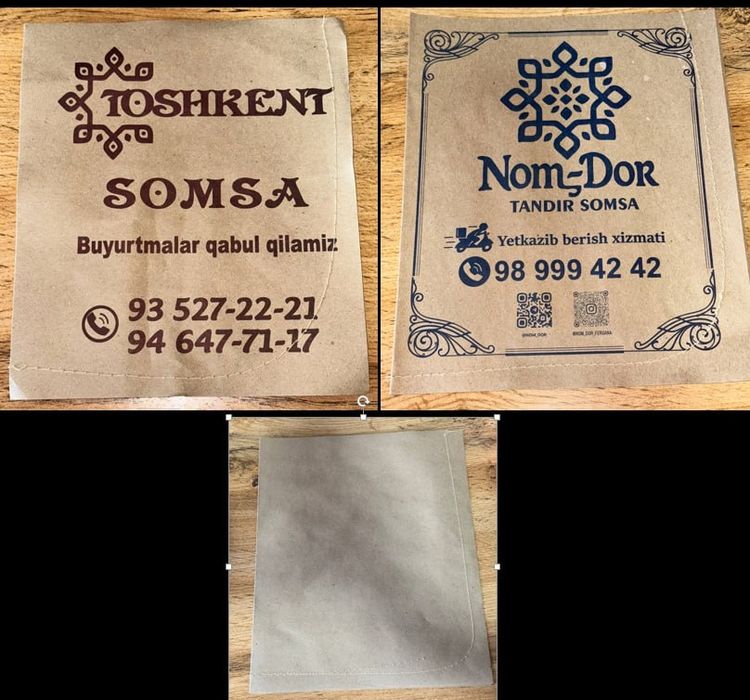 TOSHKENT
SOMSA
Buyurtmalar qabul qilamiz
93 527-22-21
94 647-71-17
Nom-Dor
TANDIR SOMSA
Yetkazib berish xizmati
98 999 42 42
@NOM_DOR_FERGANA